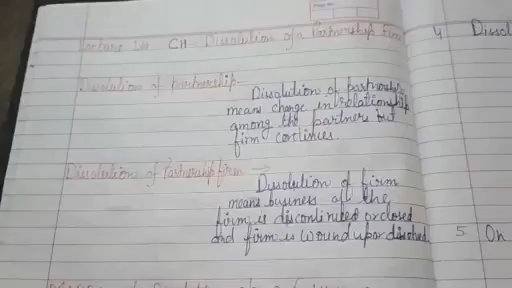 CH- Dissolution of a Partnership Firm
4 Dissol
Dissolution of Partnership-
Dissolution of partnership
means change in relationship
among the partners but
firm continues.
Dissolution of Partnership firm →
Dissolution of firm
means business of the
firm is discontinued or closed
and firm is wound up or dissolved.
5 On